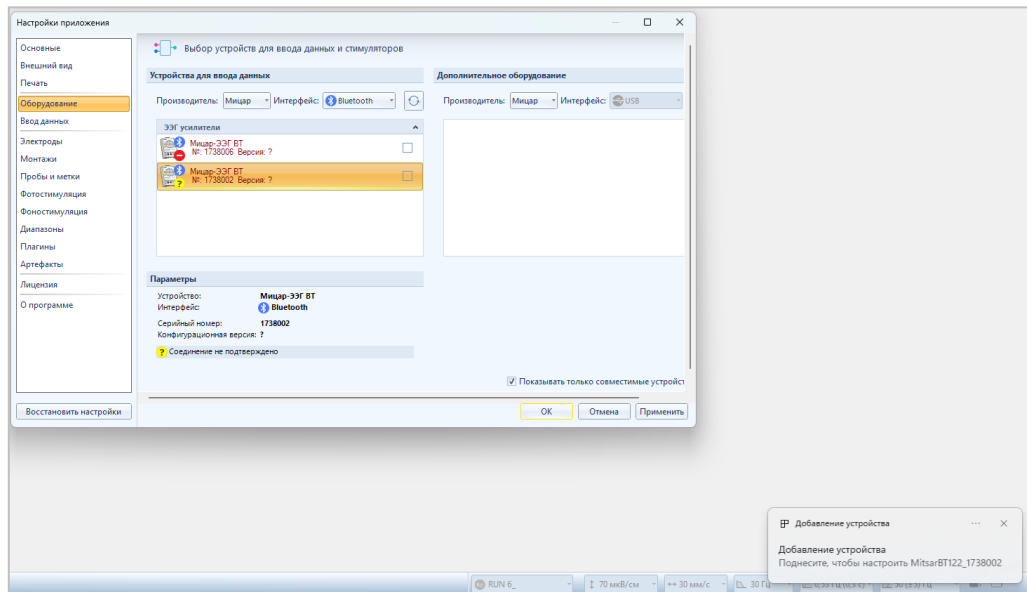 Настройки приложения
Основные
Внешний вид
Печать
Оборудование
Ввод данных
Электроды
Монтажи
Пробы и метки
Фотостимуляция
Фоностимуляция
Диапазоны
Плагины
Артефакты
Лицензия
О программе
Восстановить настройки
Выбор устройств для ввода данных и стимуляторов
Устройства для ввода данных
Производитель: Мицар Интерфейс: Bluetooth
ЭЭГ усилители
Мицар-ЭЭГ BT
№: 1738006 Версия: ?
Мицар-ЭЭГ BT
№: 1738002 Версия: ?
Дополнительное оборудование
Производитель: Мицар Интерфейс: USB
Параметры
Устройство: Мицар-ЭЭГ BT
Интерфейс: Bluetooth
Серийный номер: 1738002
Конфигурационная версия: ?
? Соединение не подтверждено
Показывать только совместимые устройст
ОК Отмена Применить
Добавление устройства
Добавление устройства
Поднесите, чтобы настроить MitsarBT122_1738002
RUN 6_ 70 мкВ/см 30 мм/с 30 Гц